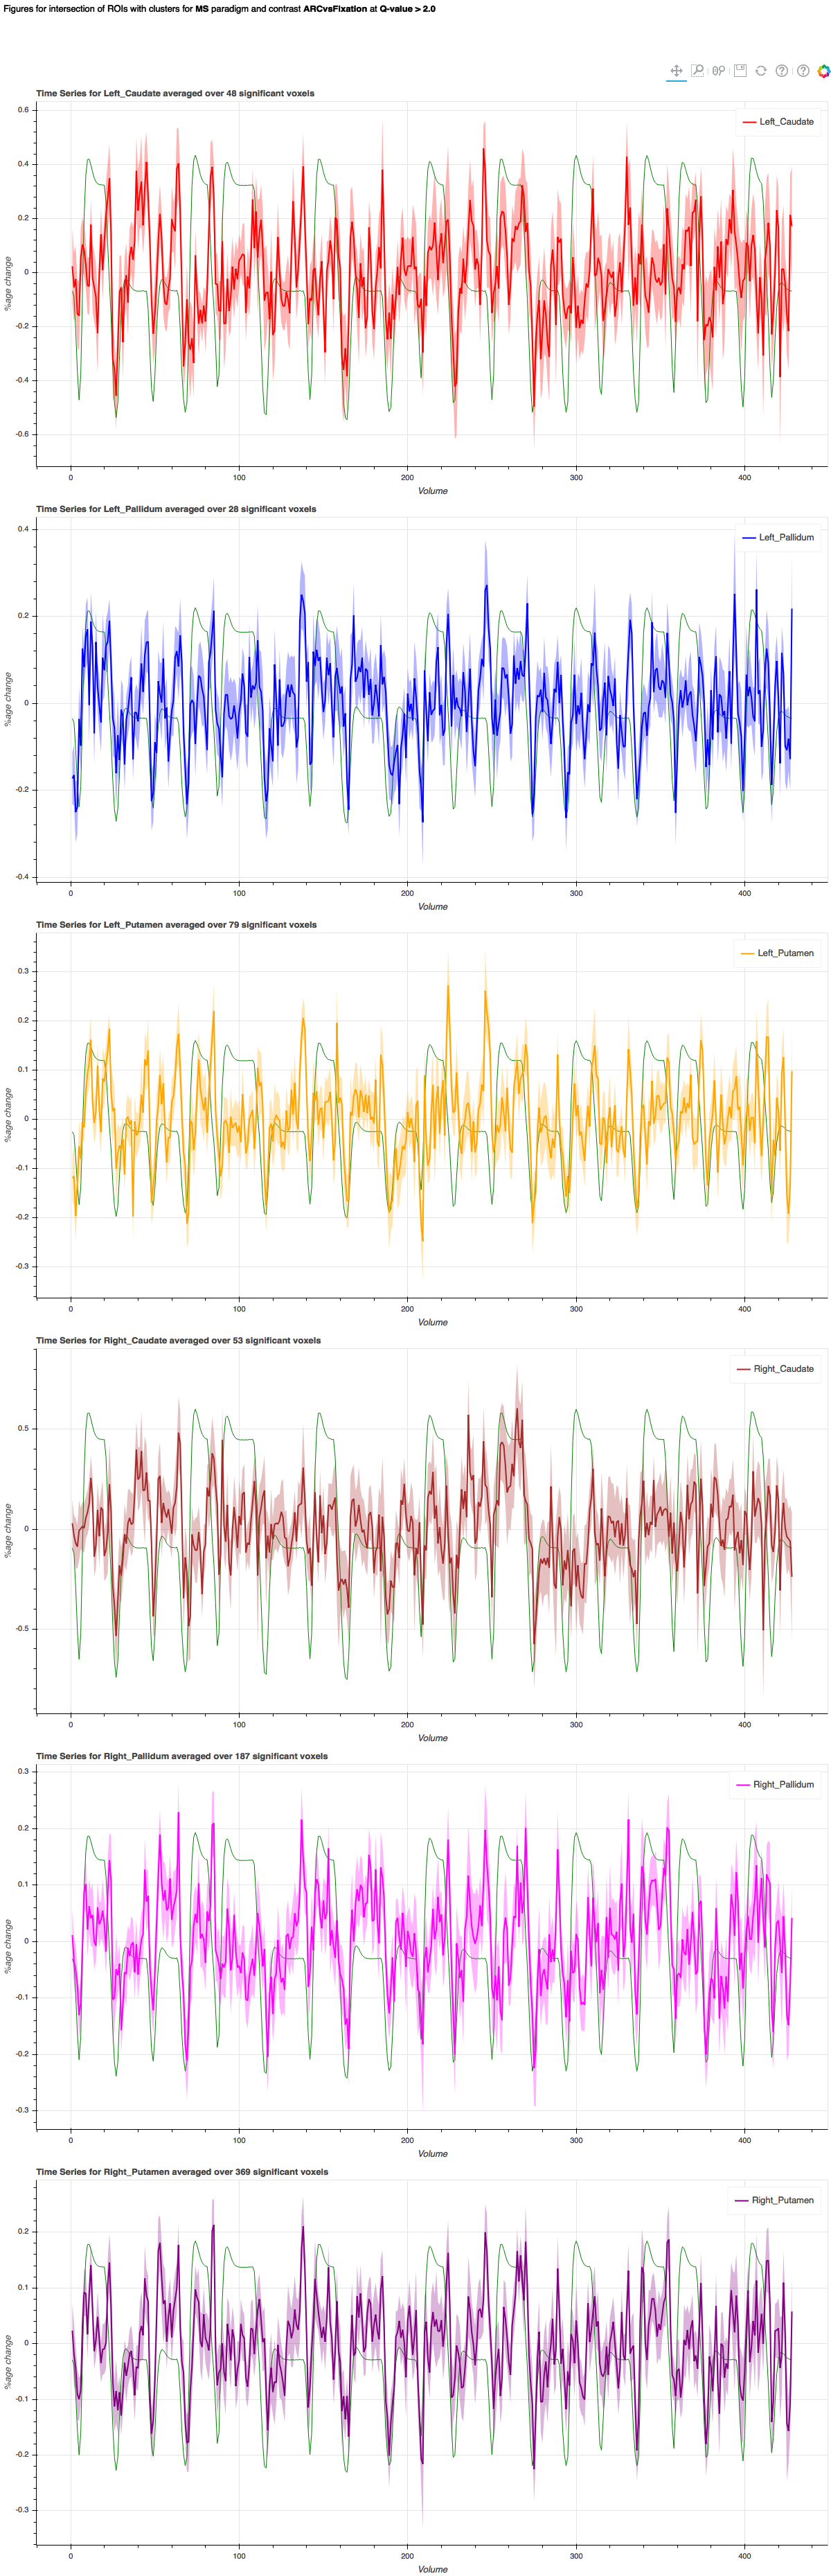 Figures for intersection of ROIs with clusters for MS paradigm and contrast ARCvsFixation at Q-value > 2.0
Time Series for Left_Caudate averaged over 48 significant voxels
Left_Caudate
0.6
0.4
0.2
0
-0.2
-0.4
-0.6
%age change
0 100 200 300 400
Volume
Time Series for Left_Pallidum averaged over 28 significant voxels
Left_Pallidum
0.4
0.2
0
-0.2
-0.4
%age change
0 100 200 300 400
Volume
Time Series for Left_Putamen averaged over 79 significant voxels
Left_Putamen
0.3
0.2
0.1
0
-0.1
-0.2
-0.3
%age change
0 100 200 300 400
Volume
Time Series for Right_Caudate averaged over 53 significant voxels
Right_Caudate
0.5
0
-0.5
%age change
0 100 200 300 400
Volume
Time Series for Right_Pallidum averaged over 187 significant voxels
Right_Pallidum
0.3
0.2
0.1
0
-0.1
-0.2
-0.3
%age change
0 100 200 300 400
Volume
Time Series for Right_Putamen averaged over 369 significant voxels
Right_Putamen
0.2
0.1
0
-0.1
-0.2
-0.3
%age change
0 100 200 300 400
Volume